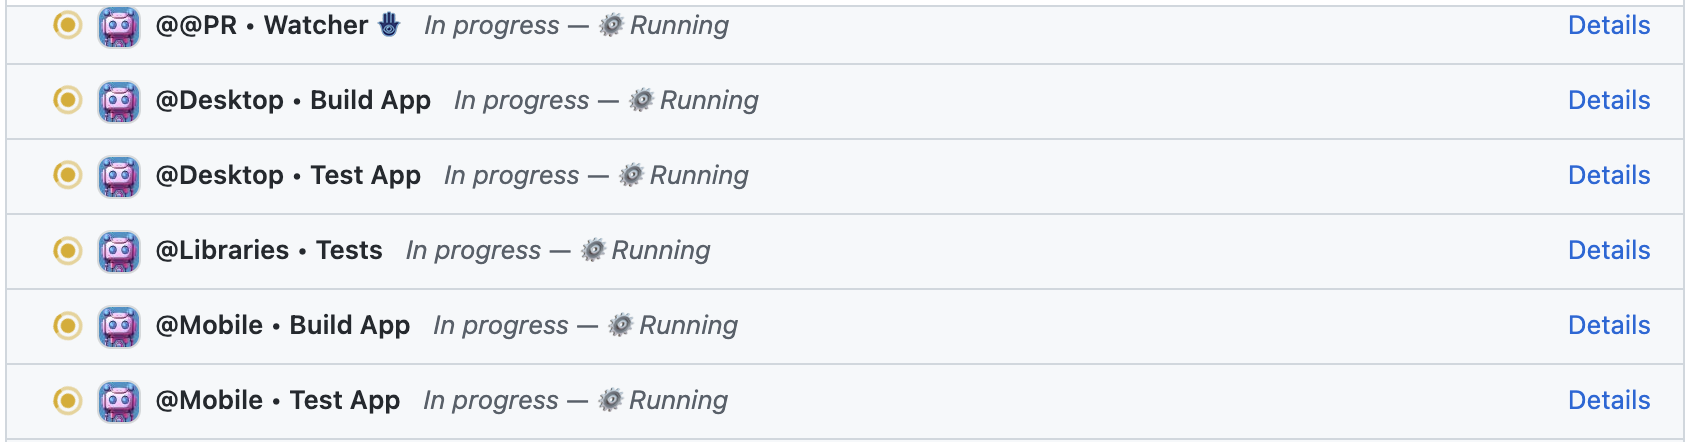 @@PR • Watcher 🪬 In progress — ⚙️ Running Details
@Desktop • Build App In progress — ⚙️ Running Details
@Desktop • Test App In progress — ⚙️ Running Details
@Libraries • Tests In progress — ⚙️ Running Details
@Mobile • Build App In progress — ⚙️ Running Details
@Mobile • Test App In progress — ⚙️ Running Details